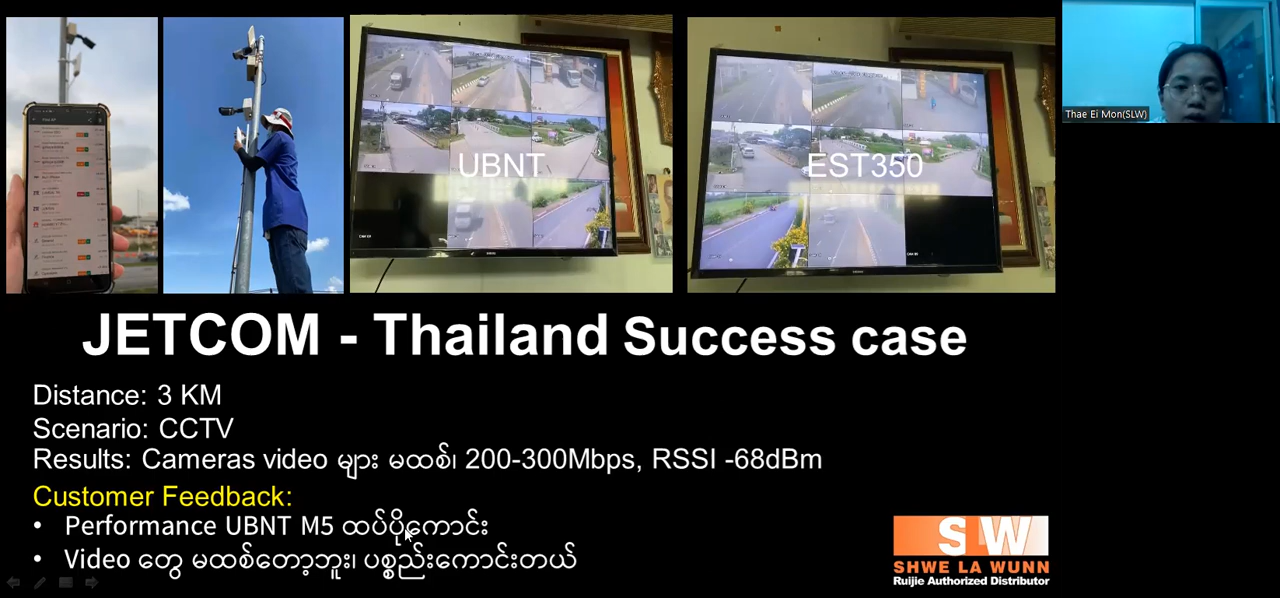 UBNT
EST350
Thae Ei Mon(SLW)
JETCOM - Thailand Success case
Distance: 3 KM
Scenario: CCTV
Results: Cameras video များ မထစ်၊ 200-300Mbps, RSSI -68dBm
Customer Feedback:
• Performance UBNT M5 ထပ်ပိုကောင်း
• Video တွေ မထစ်တော့ဘူး၊ ပစ္စည်းကောင်းတယ်
SLW
SHWE LA WUNN
Ruijie Authorized Distributor